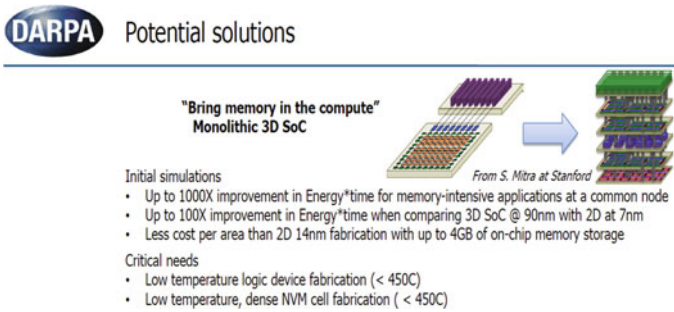 DARPA Potential solutions
"Bring memory in the compute"
Monolithic 3D SoC
From S. Mitra at Stanford
Initial simulations
• Up to 1000X improvement in Energy*time for memory-intensive applications at a common node
• Up to 100X improvement in Energy*time when comparing 3D SoC @ 90nm with 2D at 7nm
• Less cost per area than 2D 14nm fabrication with up to 4GB of on-chip memory storage
Critical needs
• Low temperature logic device fabrication (< 450C)
• Low temperature, dense NVM cell fabrication ( < 450C)